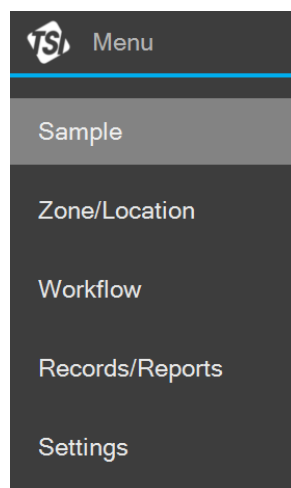 TSI Menu
Sample
Zone/Location
Workflow
Records/Reports
Settings